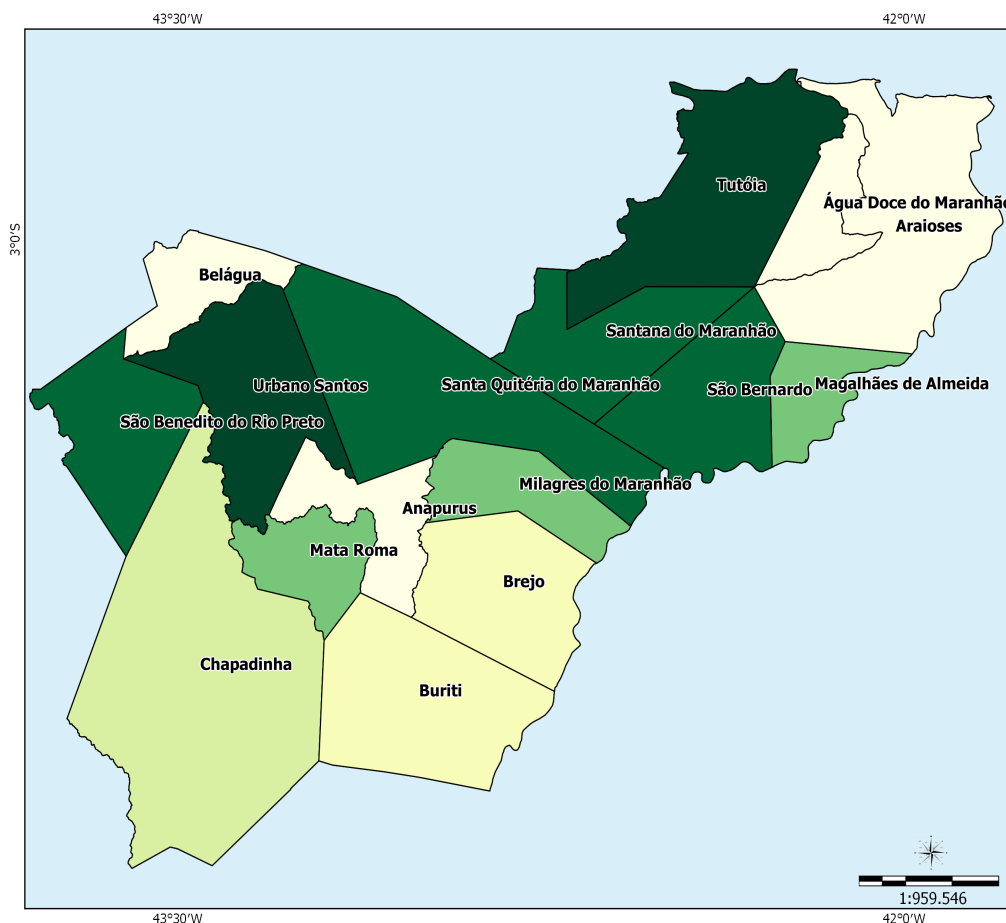 43°30'W
42°0'W
3°0'S
Tutóia
Água Doce do Maranhão
Araioses
Belágua
Santana do Maranhão
Urbano Santos
Santa Quitéria do Maranhão
São Bernardo
Magalhães de Almeida
São Benedito do Rio Preto
Milagres do Maranhão
Anapurus
Mata Roma
Brejo
Chapadinha
Buriti
1:959.546
43°30'W
42°0'W